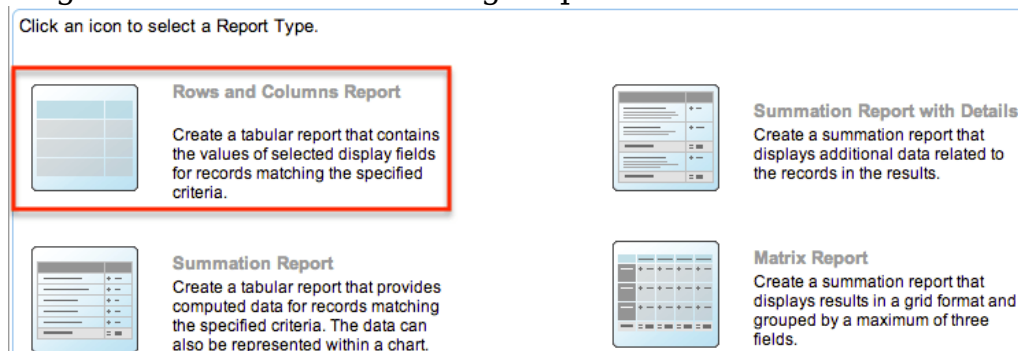 Click an icon to select a Report Type.
Rows and Columns Report
Create a tabular report that contains
the values of selected display fields
for records matching the specified
criteria.
Summation Report with Details
Create a summation report that
displays additional data related to
the records in the results.
Summation Report
Create a tabular report that provides
computed data for records matching
the specified criteria. The data can
also be represented within a chart.
Matrix Report
Create a summation report that
displays results in a grid format and
grouped by a maximum of three
fields.